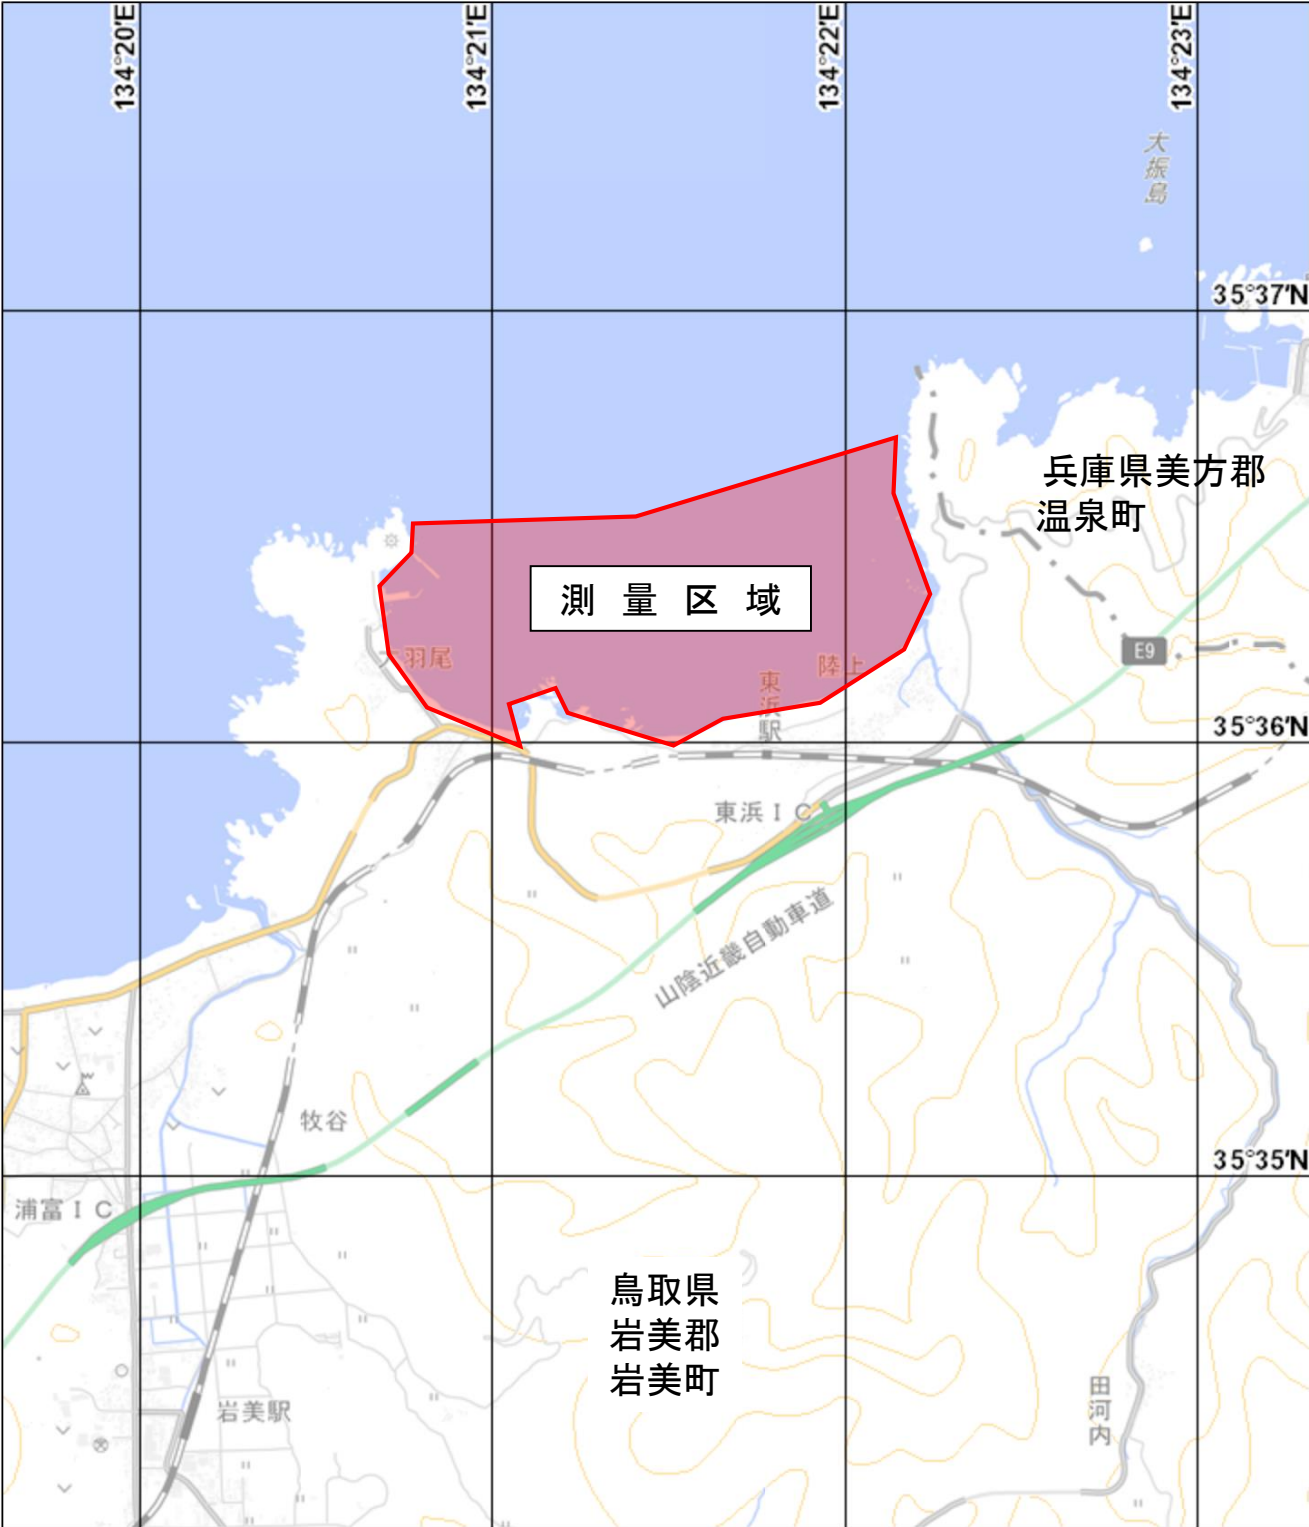 134°20'E
134°21'E
134°22'E
134°23'E
大振島
35°37'N
兵庫県美方郡
温泉町
測量区域
大羽尾
陸上
東浜駅
E9
35°36'N
東浜IC
山陰近畿自動車道
牧谷
35°35'N
浦富IC
鳥取県
岩美郡
岩美町
岩美駅
田河内